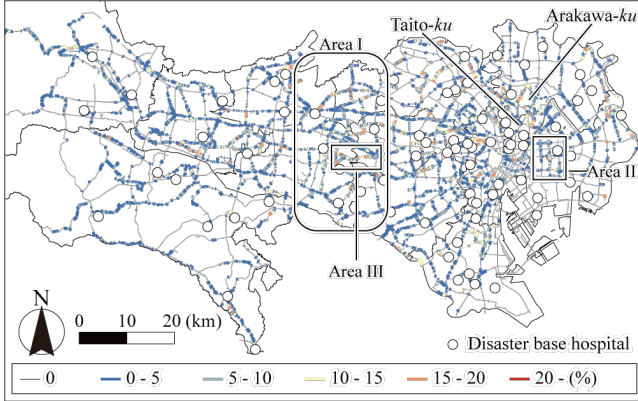 Arakawa-ku
Taito-ku
Area I
Area II
Area III
N
0 10 20 (km)
Disaster base hospital
0 0 - 5 5 - 10 10 - 15 15 - 20 20 - (%)